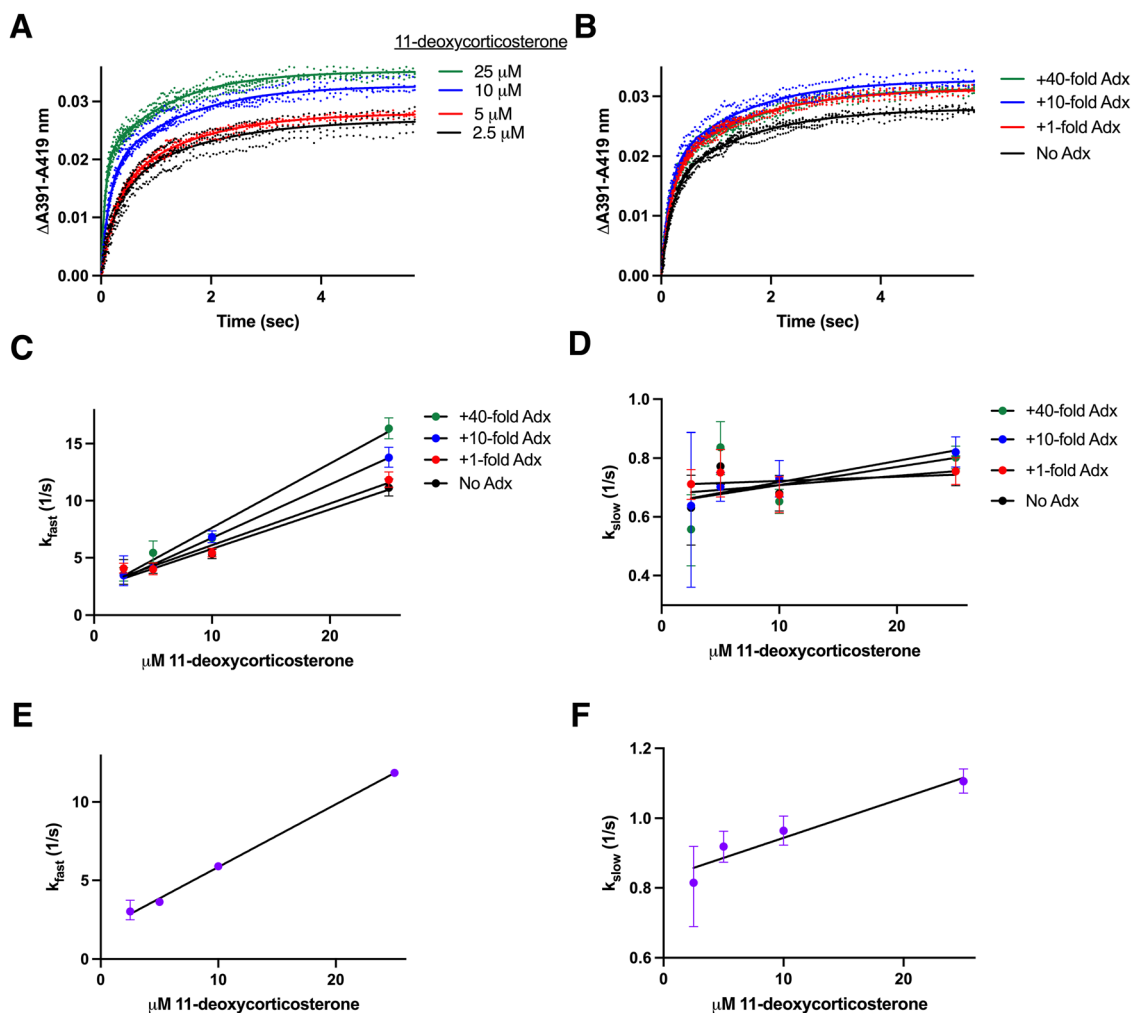 A
11-deoxycorticosterone
25 μM
10 μM
5 μM
2.5 μM
ΔA391-A419 nm
0.03
0.02
0.01
0.00
0 2 4
Time (sec)
B
+40-fold Adx
+10-fold Adx
+1-fold Adx
No Adx
ΔA391-A419 nm
0.03
0.02
0.01
0.00
0 2 4
Time (sec)
C
+40-fold Adx
+10-fold Adx
+1-fold Adx
No Adx
kfast (1/s)
15
10
5
0
0 10 20
μM 11-deoxycorticosterone
D
+40-fold Adx
+10-fold Adx
+1-fold Adx
No Adx
kslow (1/s)
1.0
0.8
0.6
0.4
0 10 20
μM 11-deoxycorticosterone
E
kfast (1/s)
10
5
0
0 10 20
μM 11-deoxycorticosterone
F
kslow (1/s)
1.2
1.0
0.8
0.6
0 10 20
μM 11-deoxycorticosterone